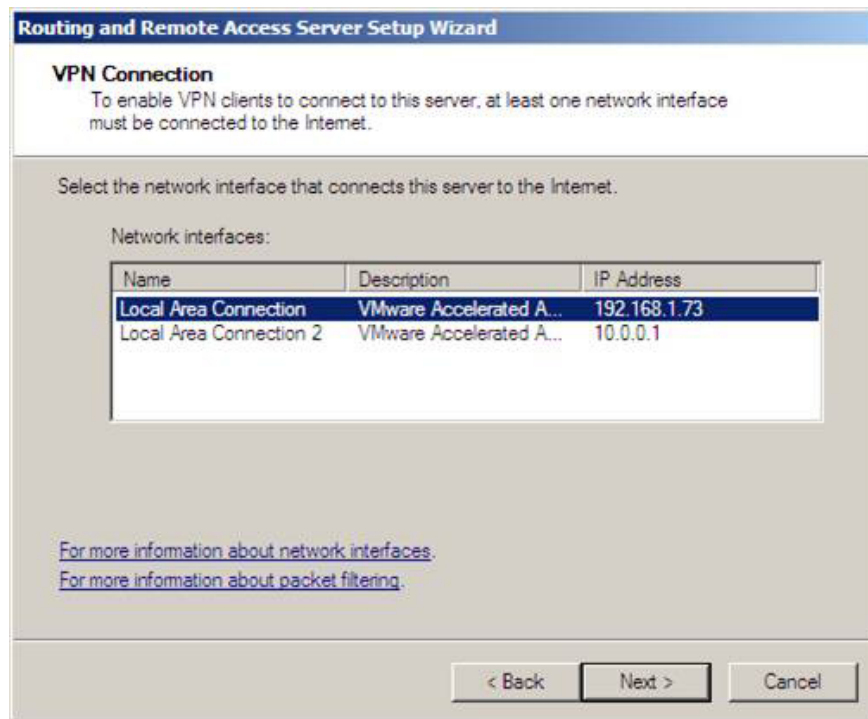 Routing and Remote Access Server Setup Wizard
VPN Connection
To enable VPN clients to connect to this server, at least one network interface
must be connected to the Internet.
Select the network interface that connects this server to the Internet.
Network interfaces:
Name Description IP Address
Local Area Connection VMware Accelerated A... 192.168.1.73
Local Area Connection 2 VMware Accelerated A... 10.0.0.1
For more information about network interfaces.
For more information about packet filtering.
< Back Next > Cancel